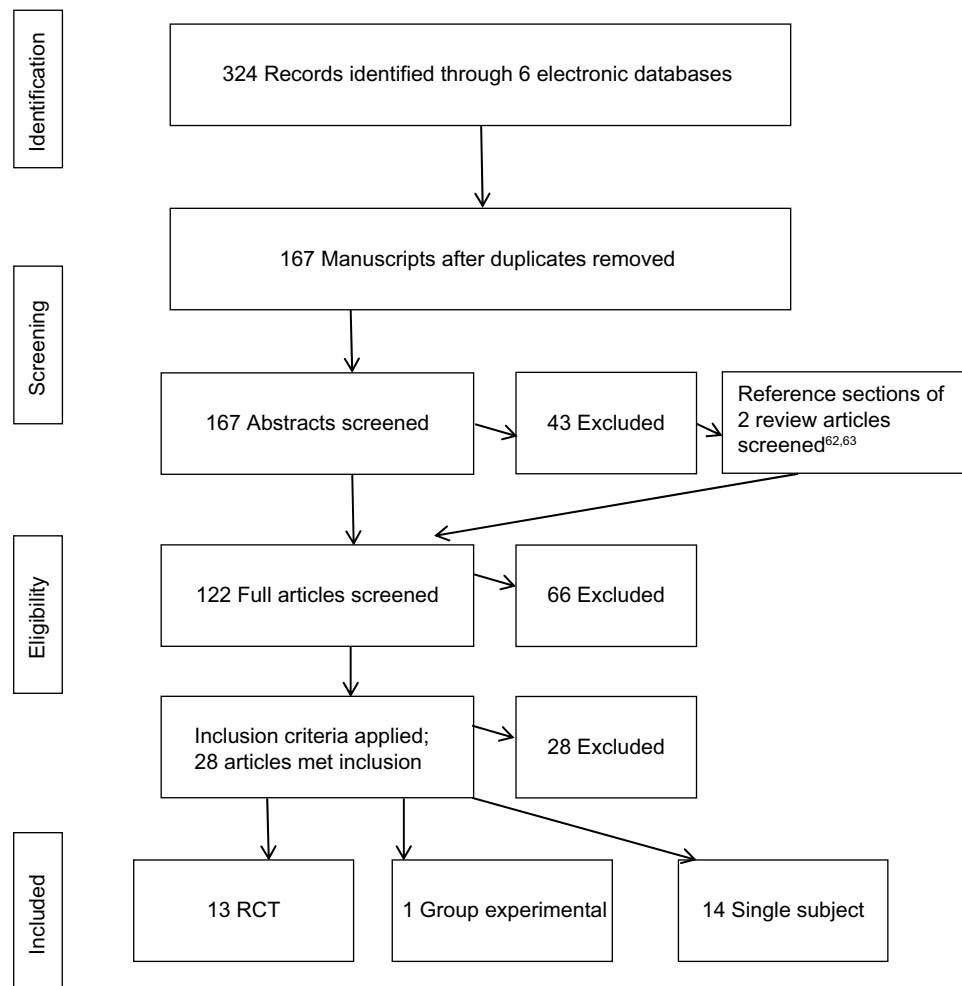 Identification
324 Records identified through 6 electronic databases
167 Manuscripts after duplicates removed
Screening
167 Abstracts screened
43 Excluded
Reference sections of
2 review articles
screened62,63
Eligibility
122 Full articles screened
66 Excluded
Inclusion criteria applied;
28 articles met inclusion
28 Excluded
Included
13 RCT
1 Group experimental
14 Single subject